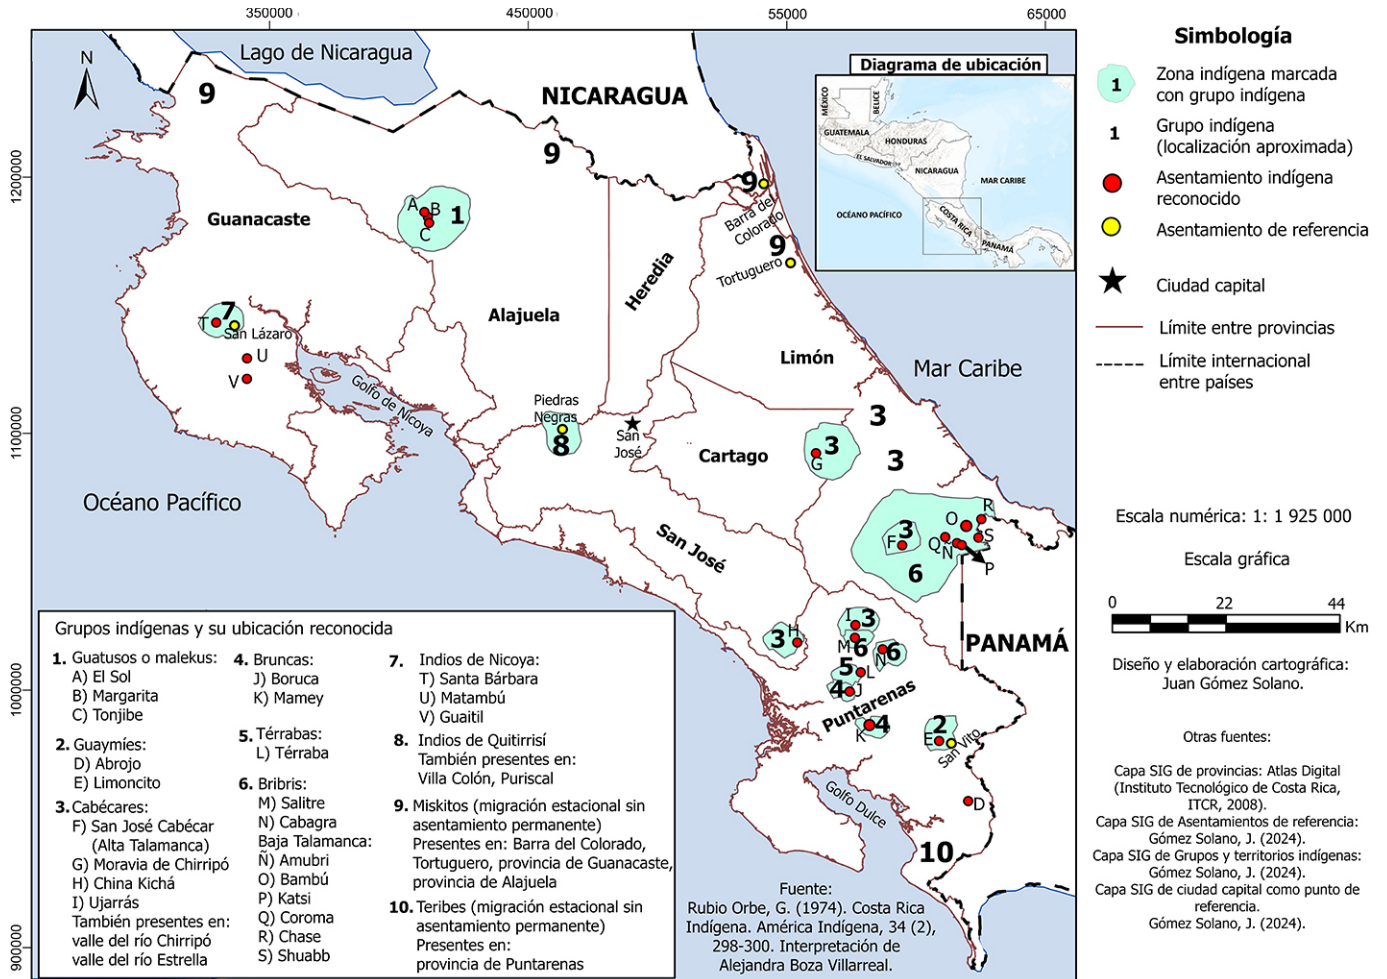 350000
450000
55000
65000
1200000
1100000
1000000
900000
N
Lago de Nicaragua
NICARAGUA
9
9
9
9
Guanacaste
A
B
C
1
Barra del
Colorado
Tortuguero
Heredia
Alajuela
Limón
Mar Caribe
T
7
San Lázaro
U
V
Golfo de Nicoya
Piedras
Negras
8
San
José
Cartago
3
3
3
G
Océano Pacífico
San José
3
F
6
O
R
Q
Ñ
S
P
PANAMÁ
3
H
I
3
M
6
N
6
5
L
4
J
Puntarenas
K
4
2
E
San Vito
D
Golfo Dulce
10
Diagrama de ubicación
MÉXICO
BELICE
GUATEMALA
HONDURAS
EL SALVADOR
NICARAGUA
MAR CARIBE
OCÉANO PACÍFICO
COSTA RICA
PANAMÁ
Grupos indígenas y su ubicación reconocida
1. Guatusos o malekus:
A) El Sol
B) Margarita
C) Tonjibe
2. Guaymíes:
D) Abrojo
E) Limoncito
3. Cabécares:
F) San José Cabécar
(Alta Talamanca)
G) Moravia de Chirripó
H) China Kichá
I) Ujarrás
También presentes en:
valle del río Chirripó
valle del río Estrella
4. Bruncas:
J) Boruca
K) Mamey
5. Térrabas:
L) Térraba
6. Bribris:
M) Salitre
N) Cabagra
Baja Talamanca:
Ñ) Amubri
O) Bambú
P) Katsi
Q) Coroma
R) Chase
S) Shuabb
7. Indios de Nicoya:
T) Santa Bárbara
U) Matambú
V) Guaitil
8. Indios de Quitirrisí
También presentes en:
Villa Colón, Puriscal
9. Miskitos (migración estacional sin
asentamiento permanente)
Presentes en: Barra del Colorado,
Tortuguero, provincia de Guanacaste,
provincia de Alajuela
10. Teribes (migración estacional sin
asentamiento permanente)
Presentes en:
provincia de Puntarenas
Fuente:
Rubio Orbe, G. (1974). Costa Rica
Indígena. América Indígena, 34 (2),
298-300. Interpretación de
Alejandra Boza Villarreal.
Simbología
1
Zona indígena marcada
con grupo indígena
1
Grupo indígena
(localización aproximada)
Asentamiento indígena
reconocido
Asentamiento de referencia
Ciudad capital
Límite entre provincias
Límite internacional
entre países
Escala numérica: 1: 1 925 000
Escala gráfica
0
22
44
Km
Diseño y elaboración cartográfica:
Juan Gómez Solano.
Otras fuentes:
Capa SIG de provincias: Atlas Digital
(Instituto Tecnológico de Costa Rica,
ITCR, 2008).
Capa SIG de Asentamientos de referencia:
Gómez Solano, J. (2024).
Capa SIG de Grupos y territorios indígenas:
Gómez Solano, J. (2024).
Capa SIG de ciudad capital como punto de
referencia.
Gómez Solano, J. (2024).